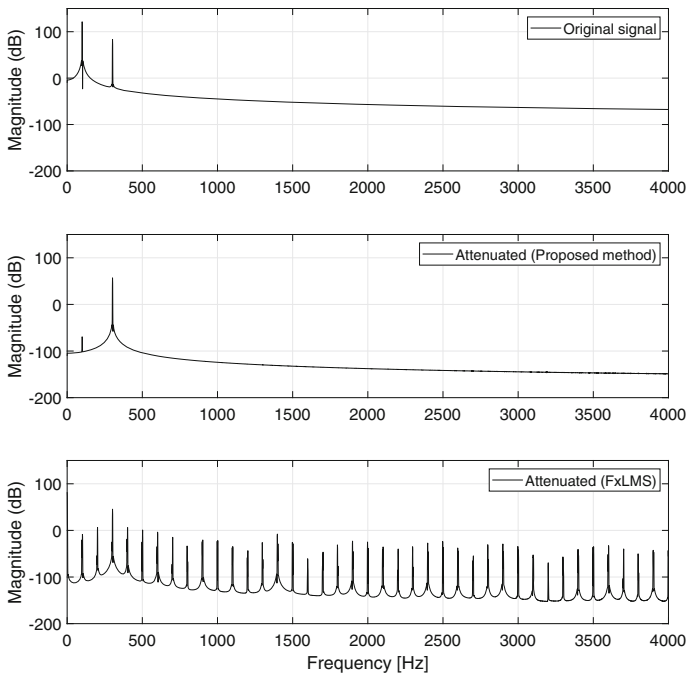 Magnitude (dB)
100
0
-100
-200
Original signal
0 500 1000 1500 2000 2500 3000 3500 4000
Magnitude (dB)
100
0
-100
-200
Attenuated (Proposed method)
0 500 1000 1500 2000 2500 3000 3500 4000
Magnitude (dB)
100
0
-100
-200
Attenuated (FxLMS)
0 500 1000 1500 2000 2500 3000 3500 4000
Frequency [Hz]